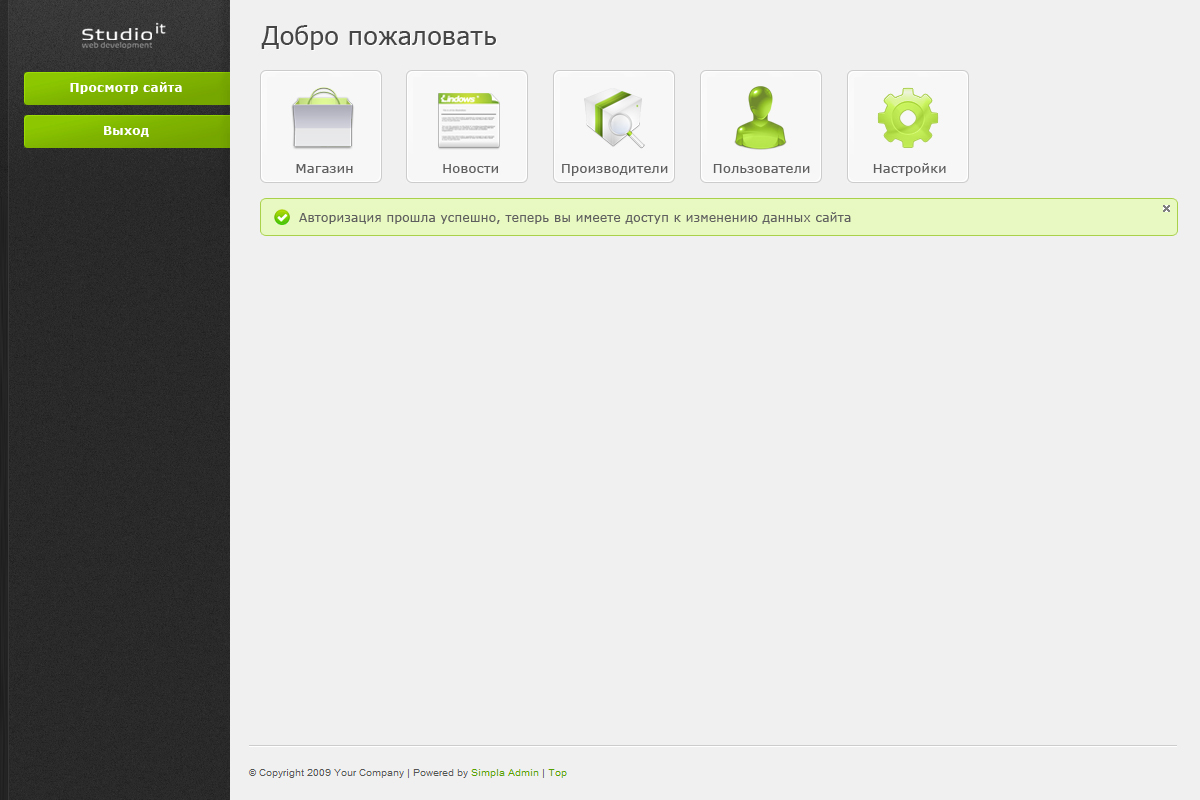 Studio it
web development
Просмотр сайта
Выход
Добро пожаловать
Магазин
Новости
Производители
Пользователи
Настройки
Авторизация прошла успешно, теперь вы имеете доступ к изменению данных сайта
© Copyright 2009 Your Company | Powered by Simpla Admin | Top